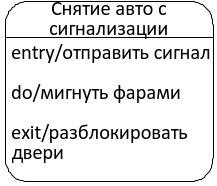 Снятие авто с
сигнализации
entry/отправить сигнал
do/мигнуть фарами
exit/разблокировать
двери